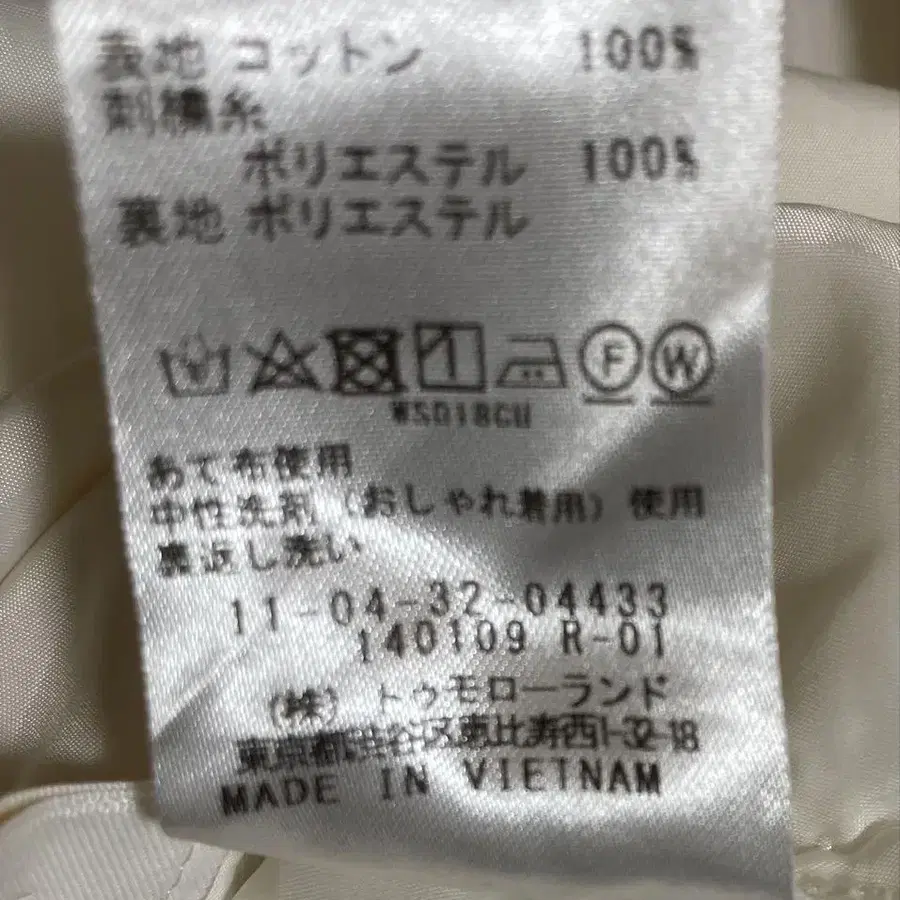 表地 コットン 100%
刺繍糸
ポリエステル 100%
裏地 ポリエステル
F W
WSD18CU
あて布使用
中性洗剤（おしゃれ着用）使用
裏返し洗い
11-04-32-04433
140109 R-01
（株）トゥモローランド
東京都渋谷区恵比寿西1-32-18
MADE IN VIETNAM